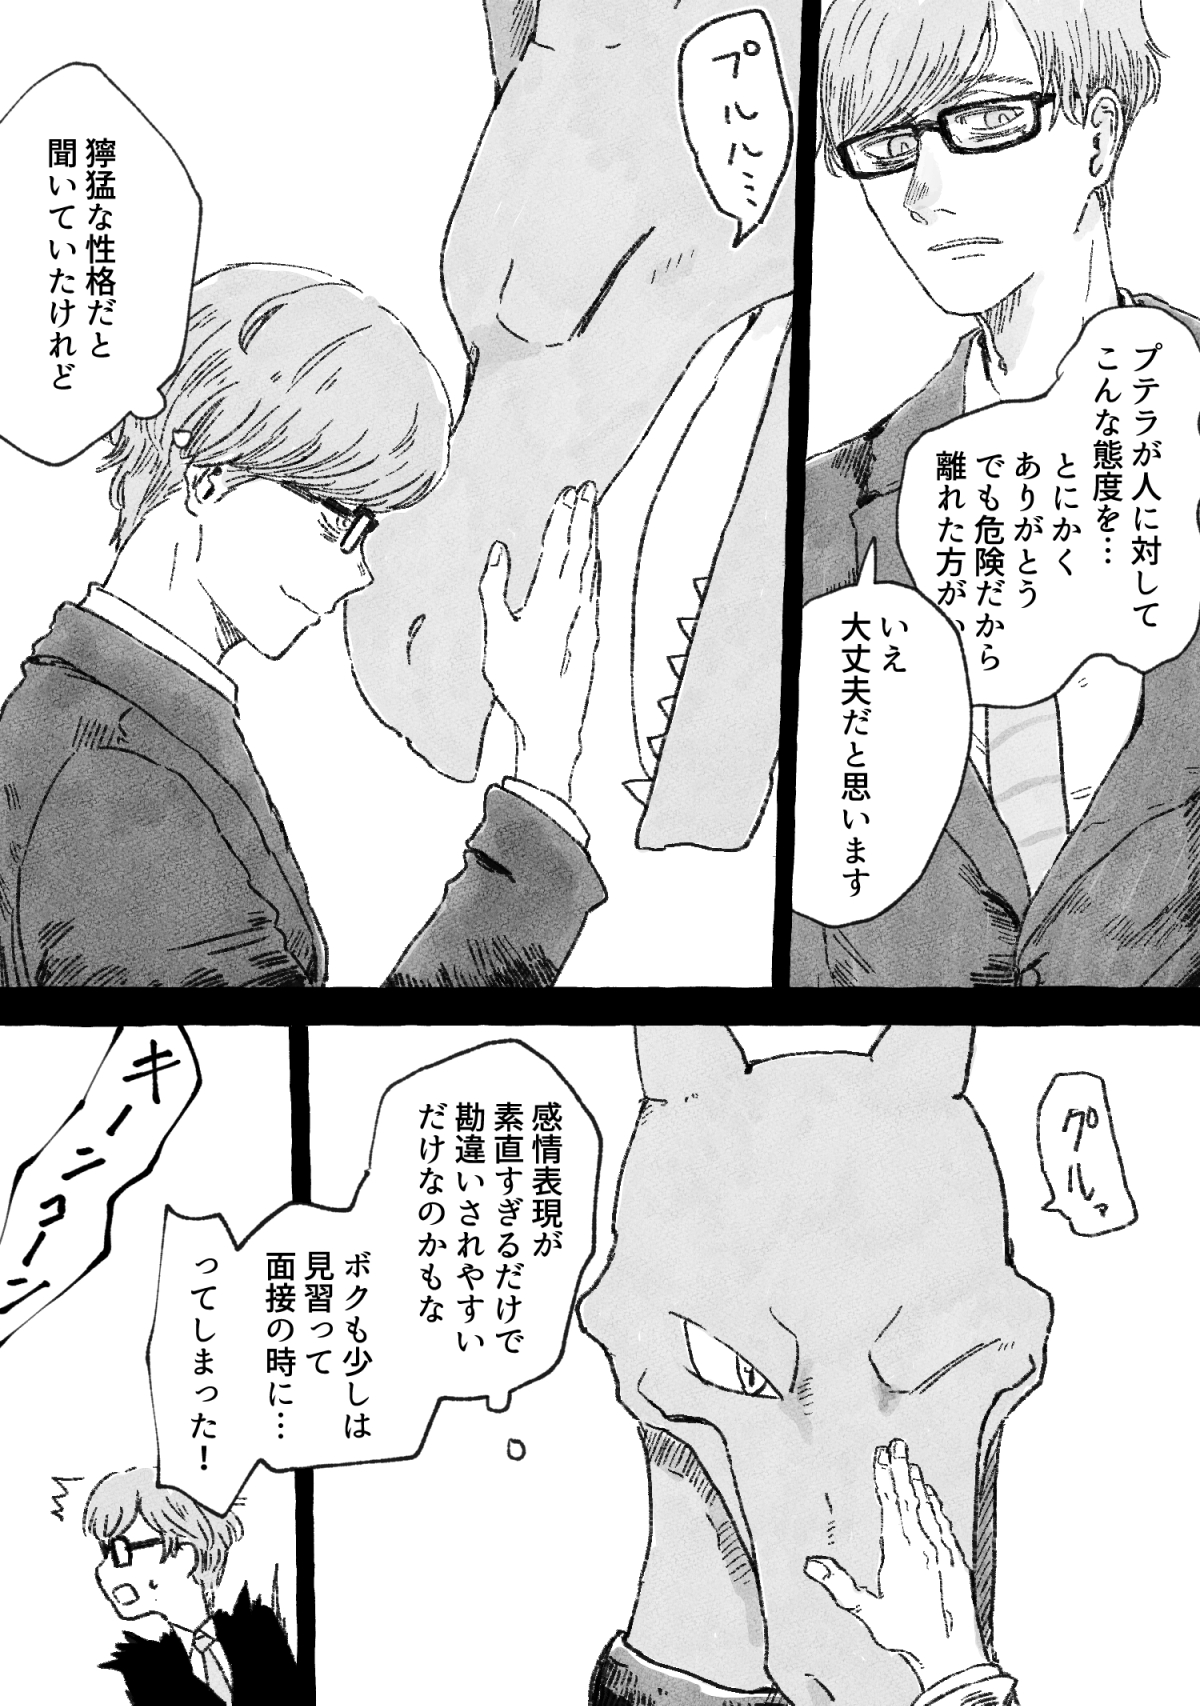 プテラが人に対して
こんな態度を…
とにかく
ありがとう
でも危険だから
離れた方が、
いえ
大丈夫だと思います
プルル…
獰猛な性格だと
聞いていたけれど
グルァ
感情表現が
素直すぎるだけで
勘違いされやすい
だけなのかもな
ボクも少しは
見習って
面接の時に…
ってしまった!
キーンコーン